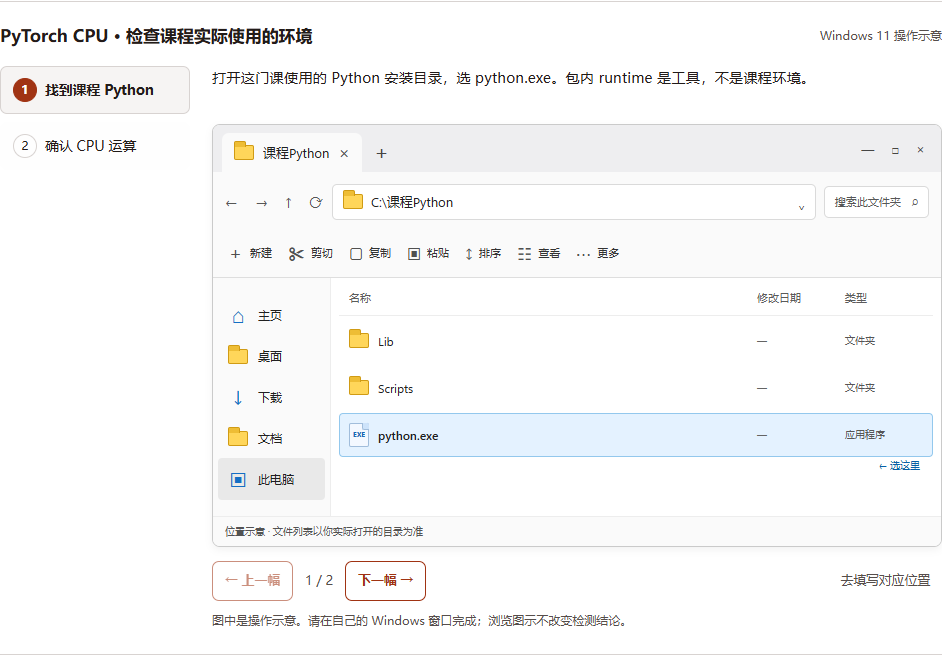 PyTorch CPU • 检查课程实际使用的环境
Windows 11 操作示意
1 找到课程 Python
2 确认 CPU 运算
打开这门课使用的 Python 安装目录，选 python.exe。包内 runtime 是工具，不是课程环境。
课程Python × +
— □ ×
← → ↑ ⟳ C:\课程Python
搜索此文件夹
+ 新建 剪切 复制 粘贴 ↕ 排序 查看 ··· 更多
主页
桌面
↓ 下载
文档
此电脑
名称 修改日期 类型
Lib — 文件夹
Scripts — 文件夹
EXE python.exe — 应用程序
← 选这里
位置示意 · 文件列表以你实际打开的目录为准
← 上一幅 1 / 2 下一幅 →
去填写对应位置
图中是操作示意。请在自己的 Windows 窗口完成；浏览图示不改变检测结论。